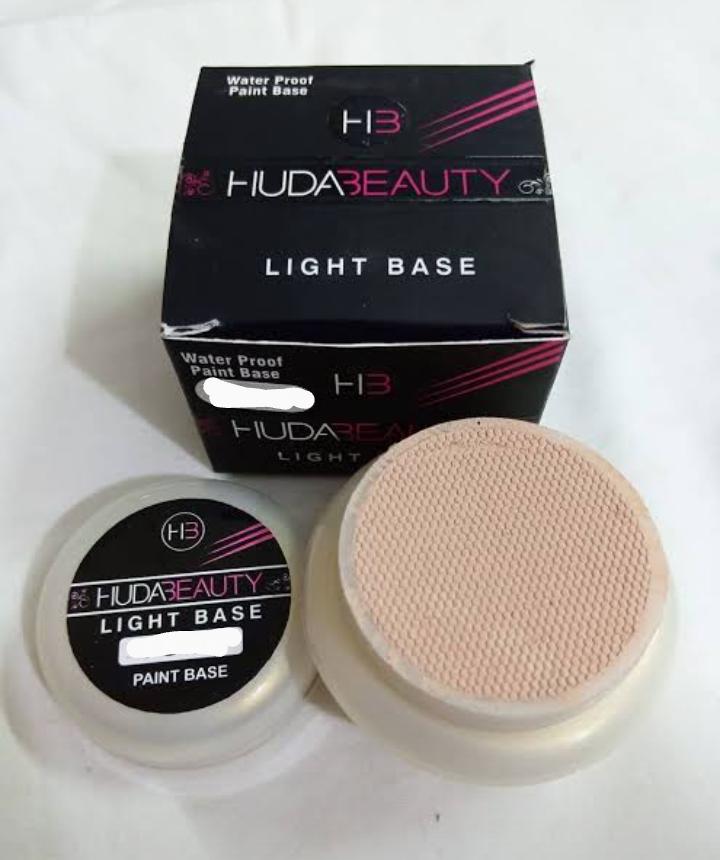 Water Proof
Paint Base
HB
HUDABEAUTY
LIGHT BASE
Water Proof
Paint Base
HB
HUDABEA
LIGHT
HB
HUDABEAUTY
LIGHT BASE
PAINT BASE